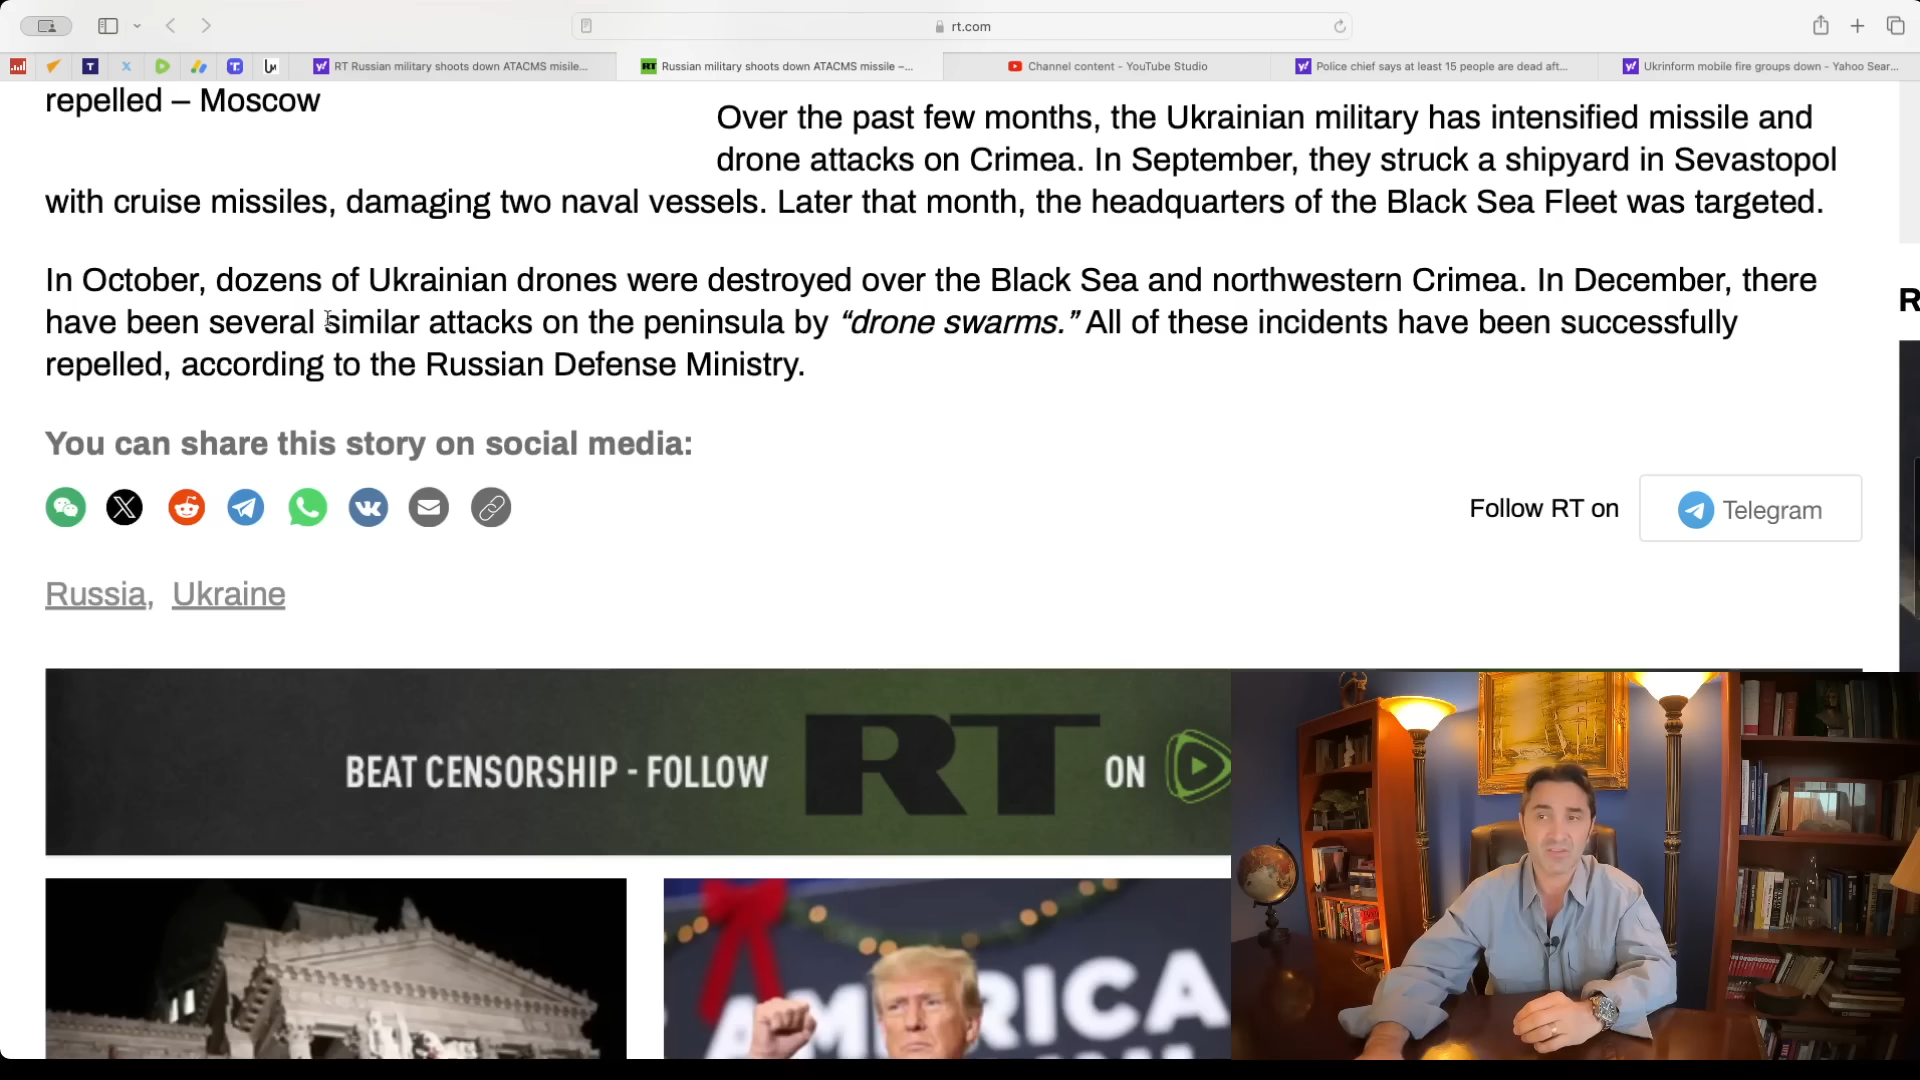 rt.com
RT Russian military shoots down ATACMS misile...
Russian military shoots down ATACMS missile –...
Channel content - YouTube Studio
Police chief says at least 15 people are dead aft...
Ukrinform mobile fire groups down - Yahoo Sear...
repelled – Moscow
Over the past few months, the Ukrainian military has intensified missile and
drone attacks on Crimea. In September, they struck a shipyard in Sevastopol
with cruise missiles, damaging two naval vessels. Later that month, the headquarters of the Black Sea Fleet was targeted.
In October, dozens of Ukrainian drones were destroyed over the Black Sea and northwestern Crimea. In December, there
have been several similar attacks on the peninsula by “drone swarms.” All of these incidents have been successfully
repelled, according to the Russian Defense Ministry.
R
You can share this story on social media:
Follow RT on
Telegram
Russia, Ukraine
BEAT CENSORSHIP - FOLLOW RT ON
AMERICA